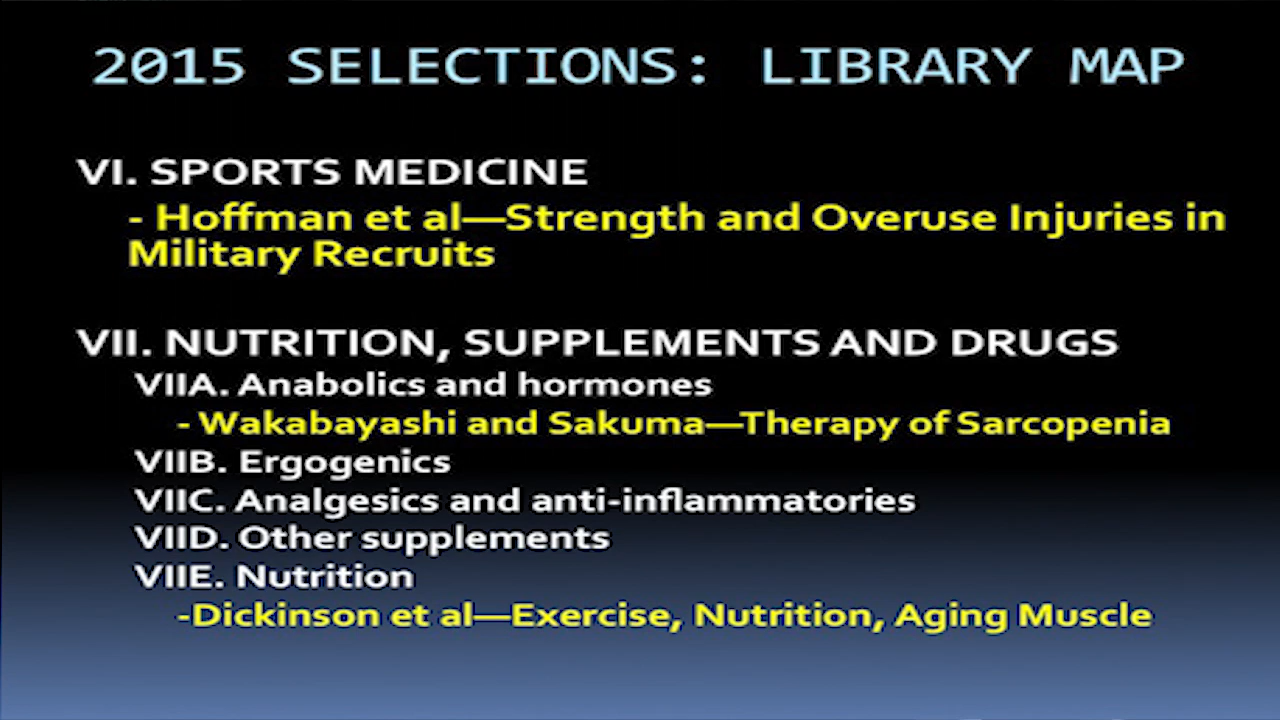 2015 SELECTIONS: LIBRARY MAP
VI. SPORTS MEDICINE
- Hoffman et al—Strength and Overuse Injuries in
Military Recruits
VII. NUTRITION, SUPPLEMENTS AND DRUGS
VIIA. Anabolics and hormones
- Wakabayashi and Sakuma—Therapy of Sarcopenia
VIIB. Ergogenics
VIIC. Analgesics and anti-inflammatories
VIID. Other supplements
VIIE. Nutrition
-Dickinson et al—Exercise, Nutrition, Aging Muscle